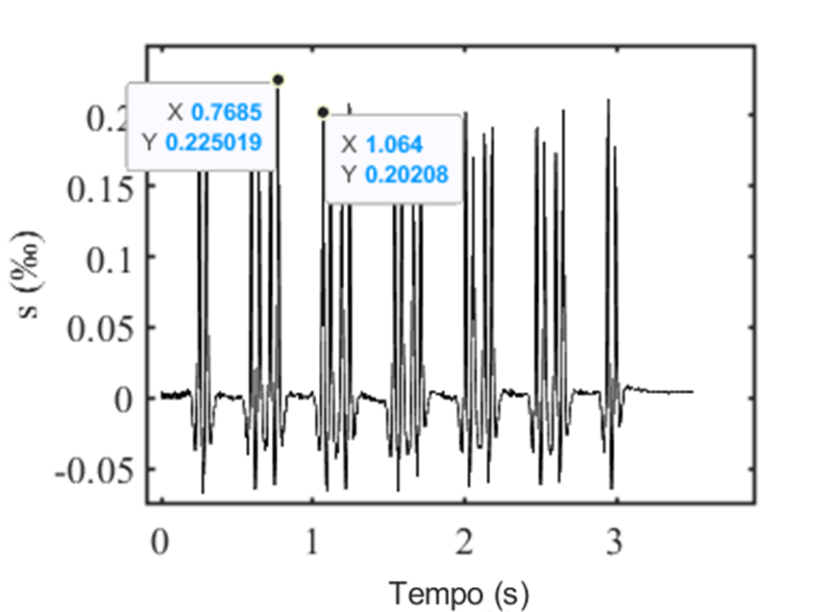 0.2
0.15
0.1
0.05
0
-0.05
s (‰)
X 0.7685
Y 0.225019
X 1.064
Y 0.20208
0 1 2 3
Tempo (s)